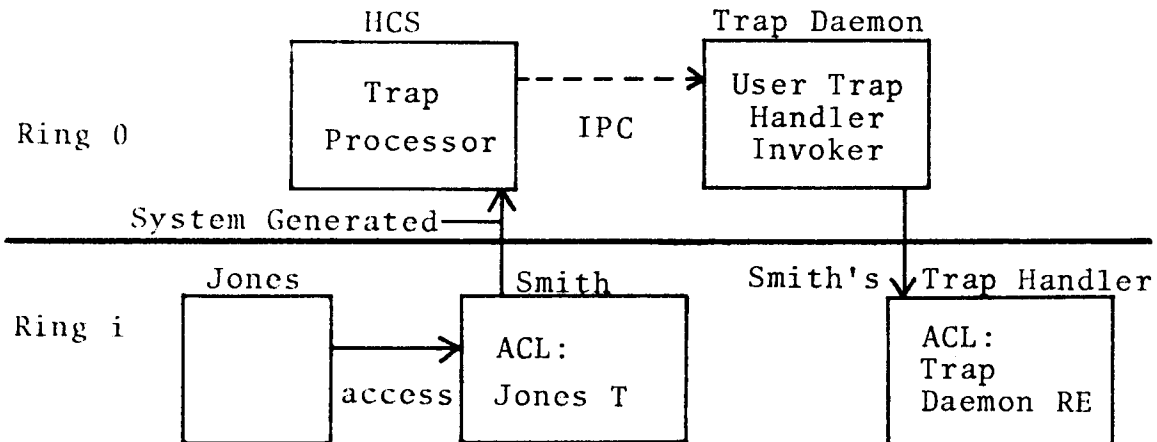 HCS
Trap Daemon
Trap
Processor
User Trap
Handler
Invoker
IPC
Ring 0
System Generated
Jones
Smith
Smith's Trap Handler
Ring i
access
ACL:
Jones T
ACL:
Trap
Daemon RE